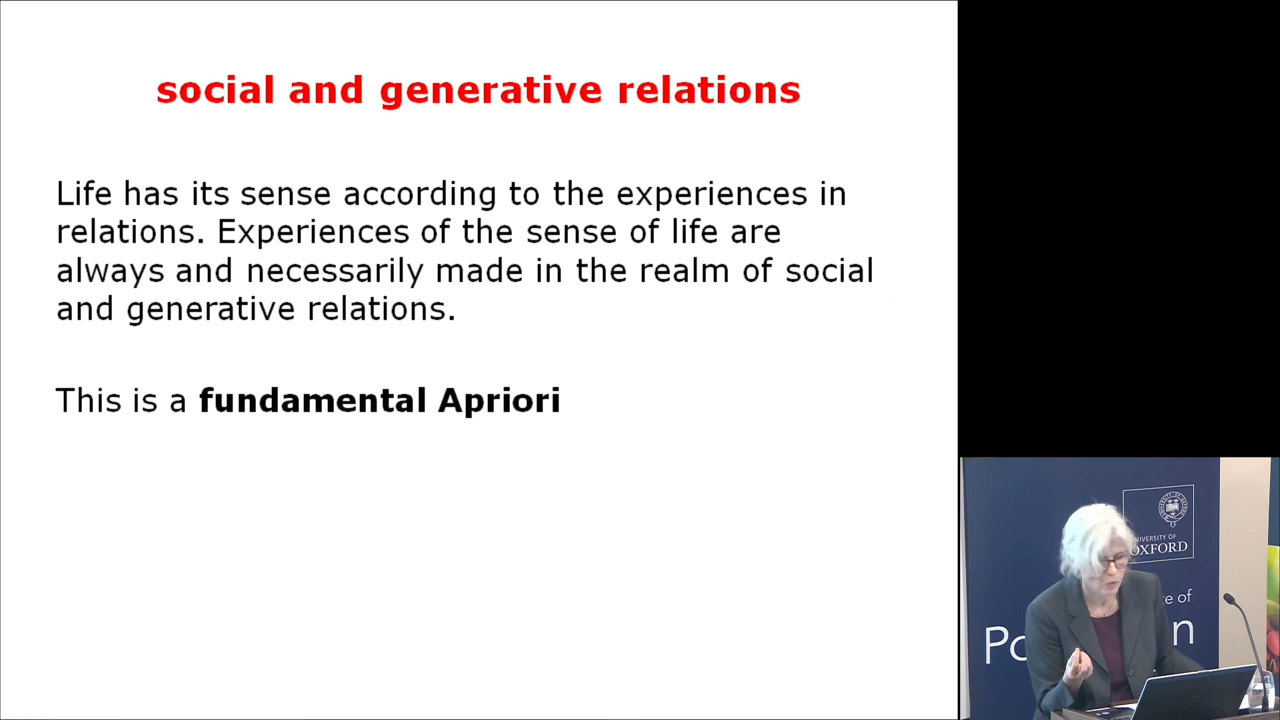 social and generative relations
Life has its sense according to the experiences in
relations. Experiences of the sense of life are
always and necessarily made in the realm of social
and generative relations.
This is a fundamental Apriori
UNIVERSITY OF
OXFORD